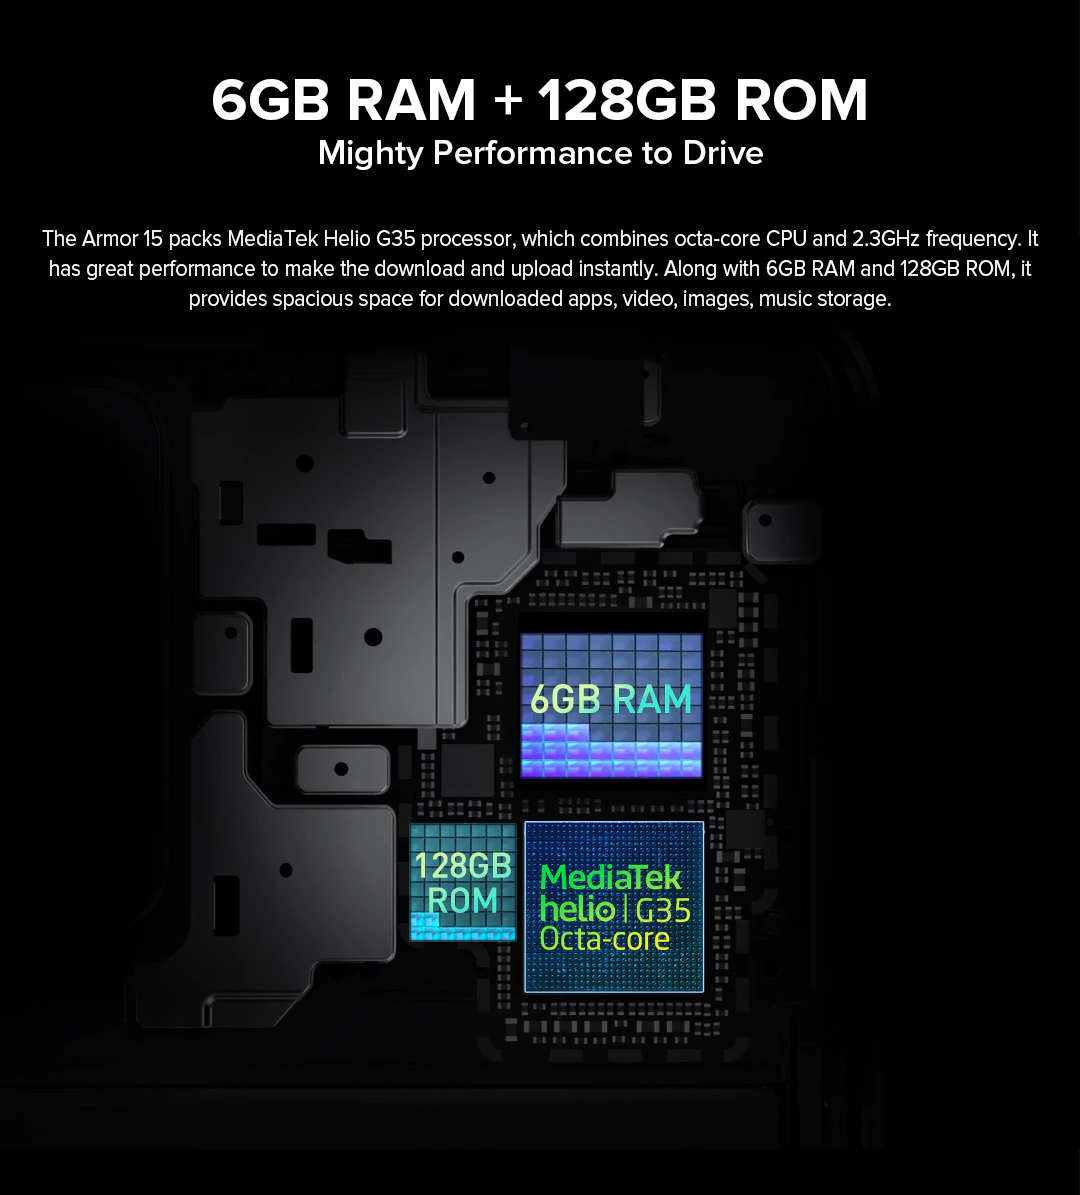 6GB RAM + 128GB ROM
Mighty Performance to Drive
The Armor 15 packs MediaTek Helio G35 processor, which combines octa-core CPU and 2.3GHz frequency. It
has great performance to make the download and upload instantly. Along with 6GB RAM and 128GB ROM, it
provides spacious space for downloaded apps, video, images, music storage.
6GB RAM
128GB
ROM
MediaTek
helio | G35
Octa-core